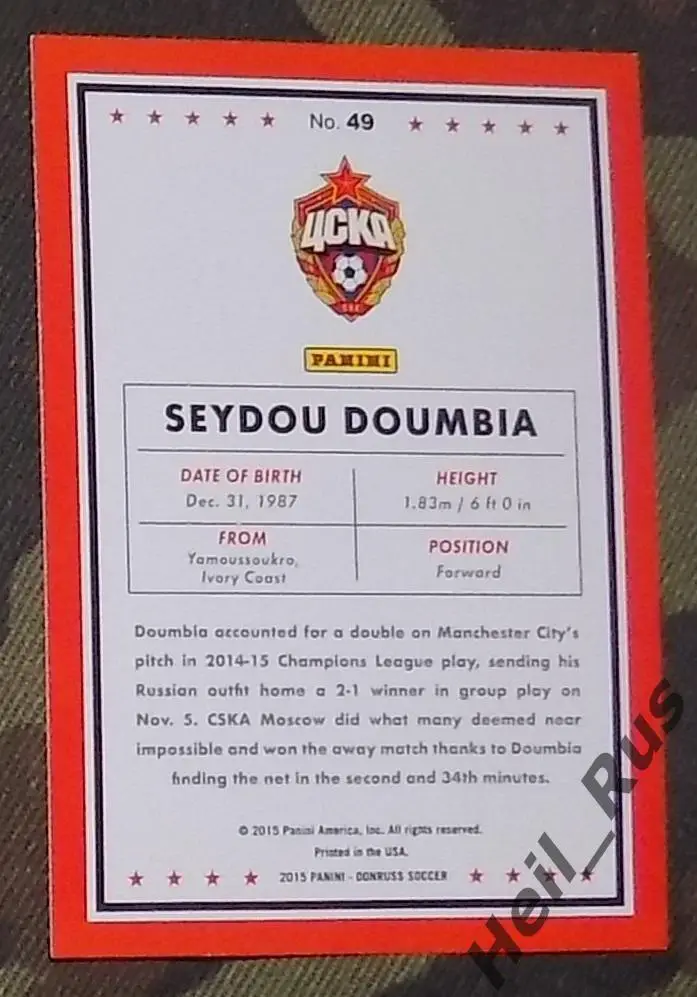 No. 49
ЦСКА
PANINI
SEYDOU DOUMBIA
DATE OF BIRTH
Dec. 31, 1987
HEIGHT
1.83m / 6 ft 0 in
FROM
Yamoussoukro,
Ivory Coast
POSITION
Forward
Doumbia accounted for a double on Manchester City's
pitch in 2014-15 Champions League play, sending his
Russian outfit home a 2-1 winner in group play on
Nov. 5. CSKA Moscow did what many deemed near
impossible and won the away match thanks to Doumbia
finding the net in the second and 34th minutes.
© 2015 Panini America, Inc. All rights reserved.
Printed in the USA.
2015 PANINI - DONRUSS SOCCER
Heil_Rus